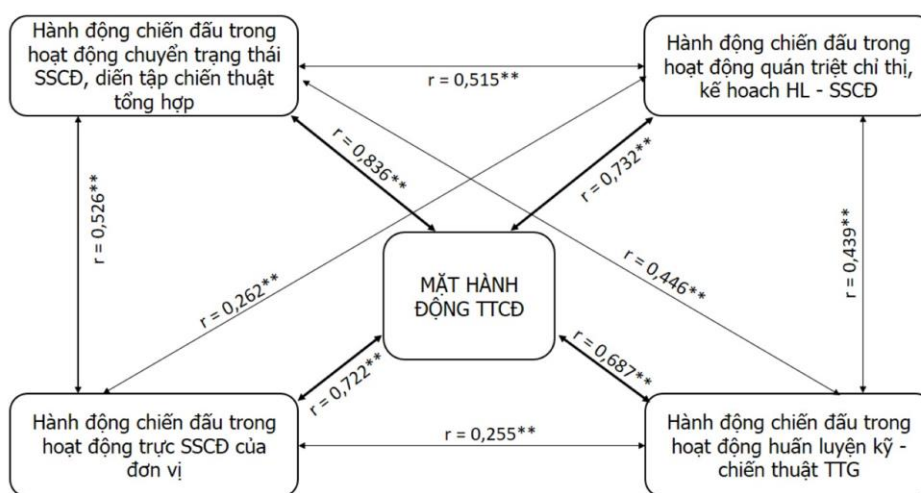 Hành động chiến đấu trong
hoạt động chuyển trạng thái
SSCĐ, diến tập chiến thuật
tổng hợp
Hành động chiến đấu trong
hoạt động quán triệt chỉ thị,
kế hoach HL - SSCĐ
r = 0,515**
r = 0,836**
r = 0,732**
r = 0,526**
r = 0,439**
MẶT HÀNH
ĐỘNG TTCĐ
r = 0,262**
r = 0,446**
r = 0,722**
r = 0,687**
Hành động chiến đấu trong
hoạt động trực SSCĐ của
đơn vị
r = 0,255**
Hành động chiến đấu trong
hoạt động huấn luyện kỹ -
chiến thuật TTG